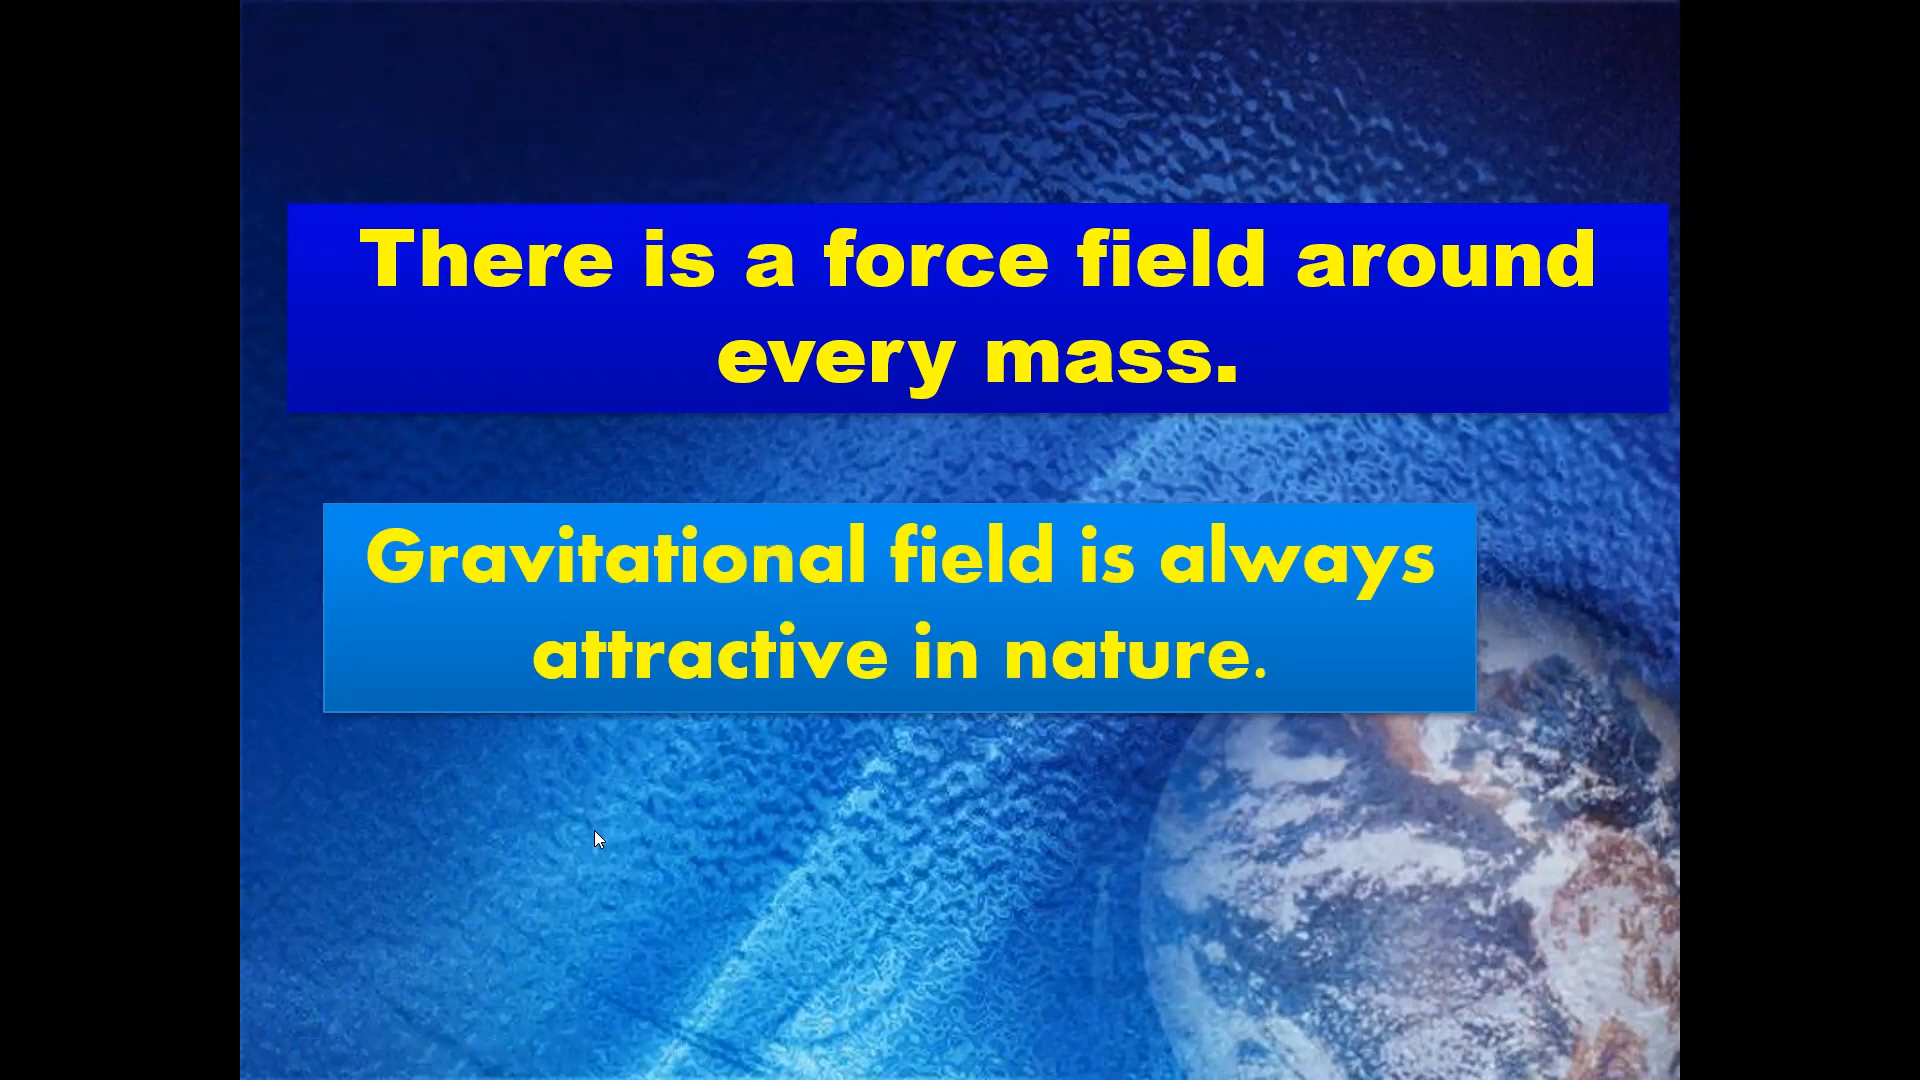 There is a force field around
every mass.
Gravitational field is always
attractive in nature.